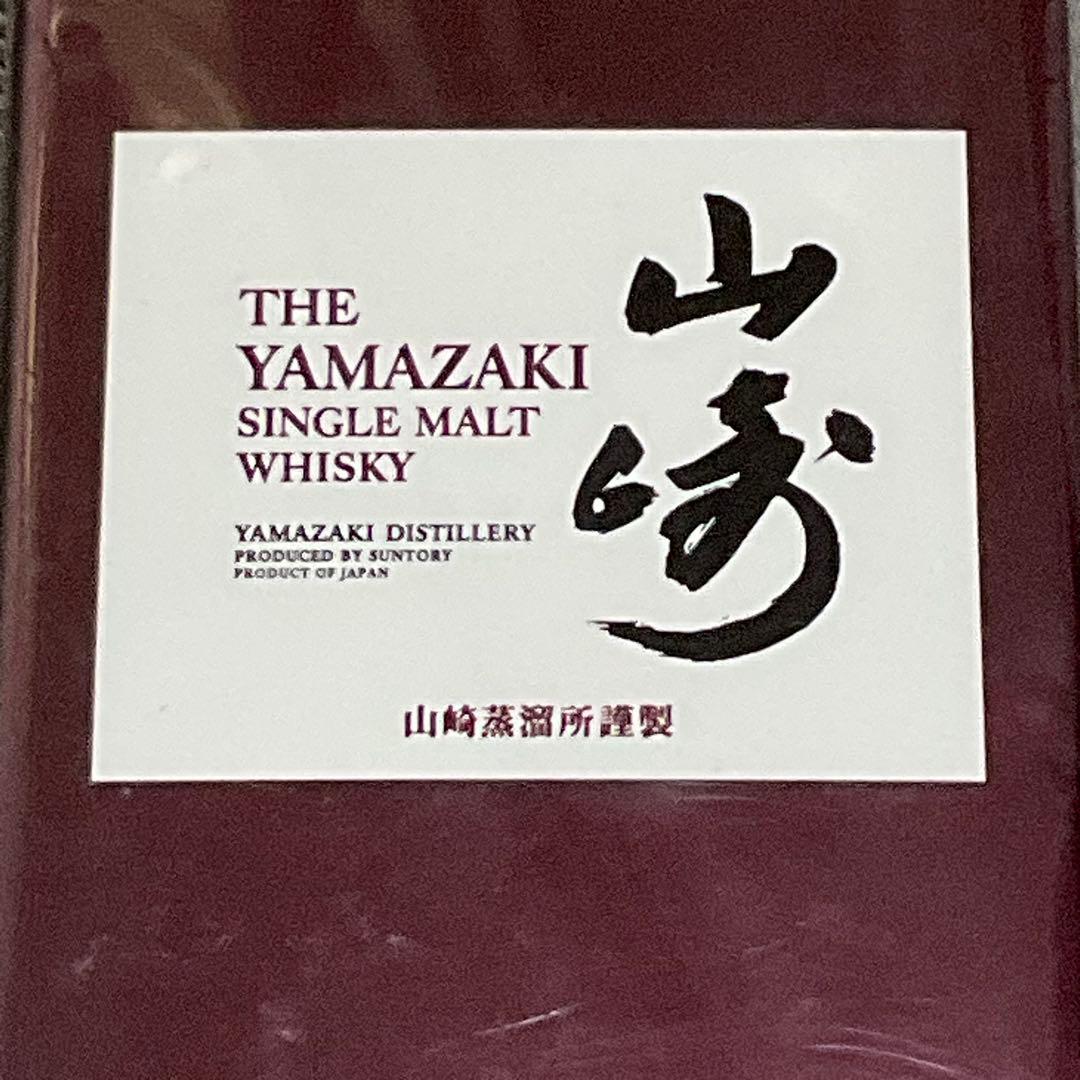 THE
YAMAZAKI
SINGLE MALT
WHISKY
YAMAZAKI DISTILLERY
PRODUCED BY SUNTORY
PRODUCT OF JAPAN
山崎
山崎蒸溜所謹製